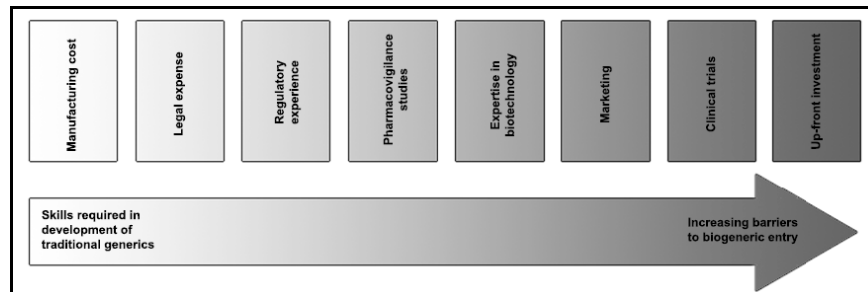 Manufacturing cost
Legal expense
Regulatory
experience
Pharmacovigilance
studies
Expertise in
biotechnology
Marketing
Clinical trials
Up-front investment
Skills required in
development of
traditional generics
Increasing barriers
to biogeneric entry